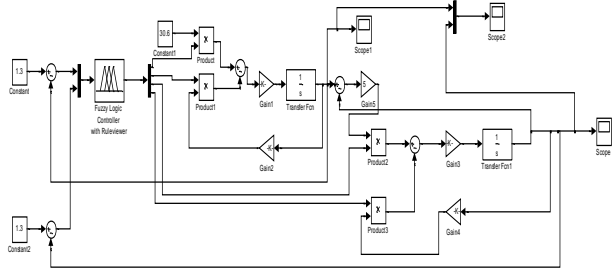 Scope2
Scope1
30.6
Constant1
x
Product
1.3
Constant
Fuzzy Logic
Controller
with Ruleviewer
x
Product1
-K-
Gain1
1
s
Transfer Fcn
5
Gain5
-K-
Gain2
x
Product2
-K-
Gain3
1
s
Transfer Fcn1
Scope
x
Product3
-K-
Gain4
1.3
Constant2